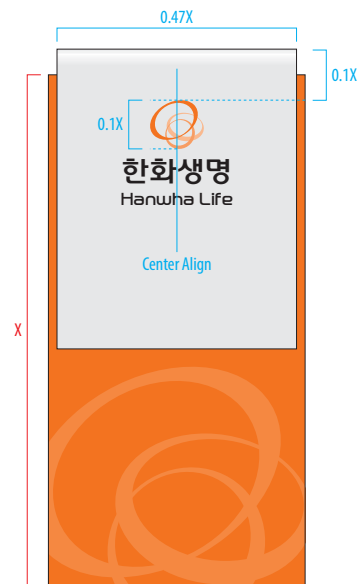 0.47X
0.1X
0.1X
한화생명
Hanwha Life
Center Align
X